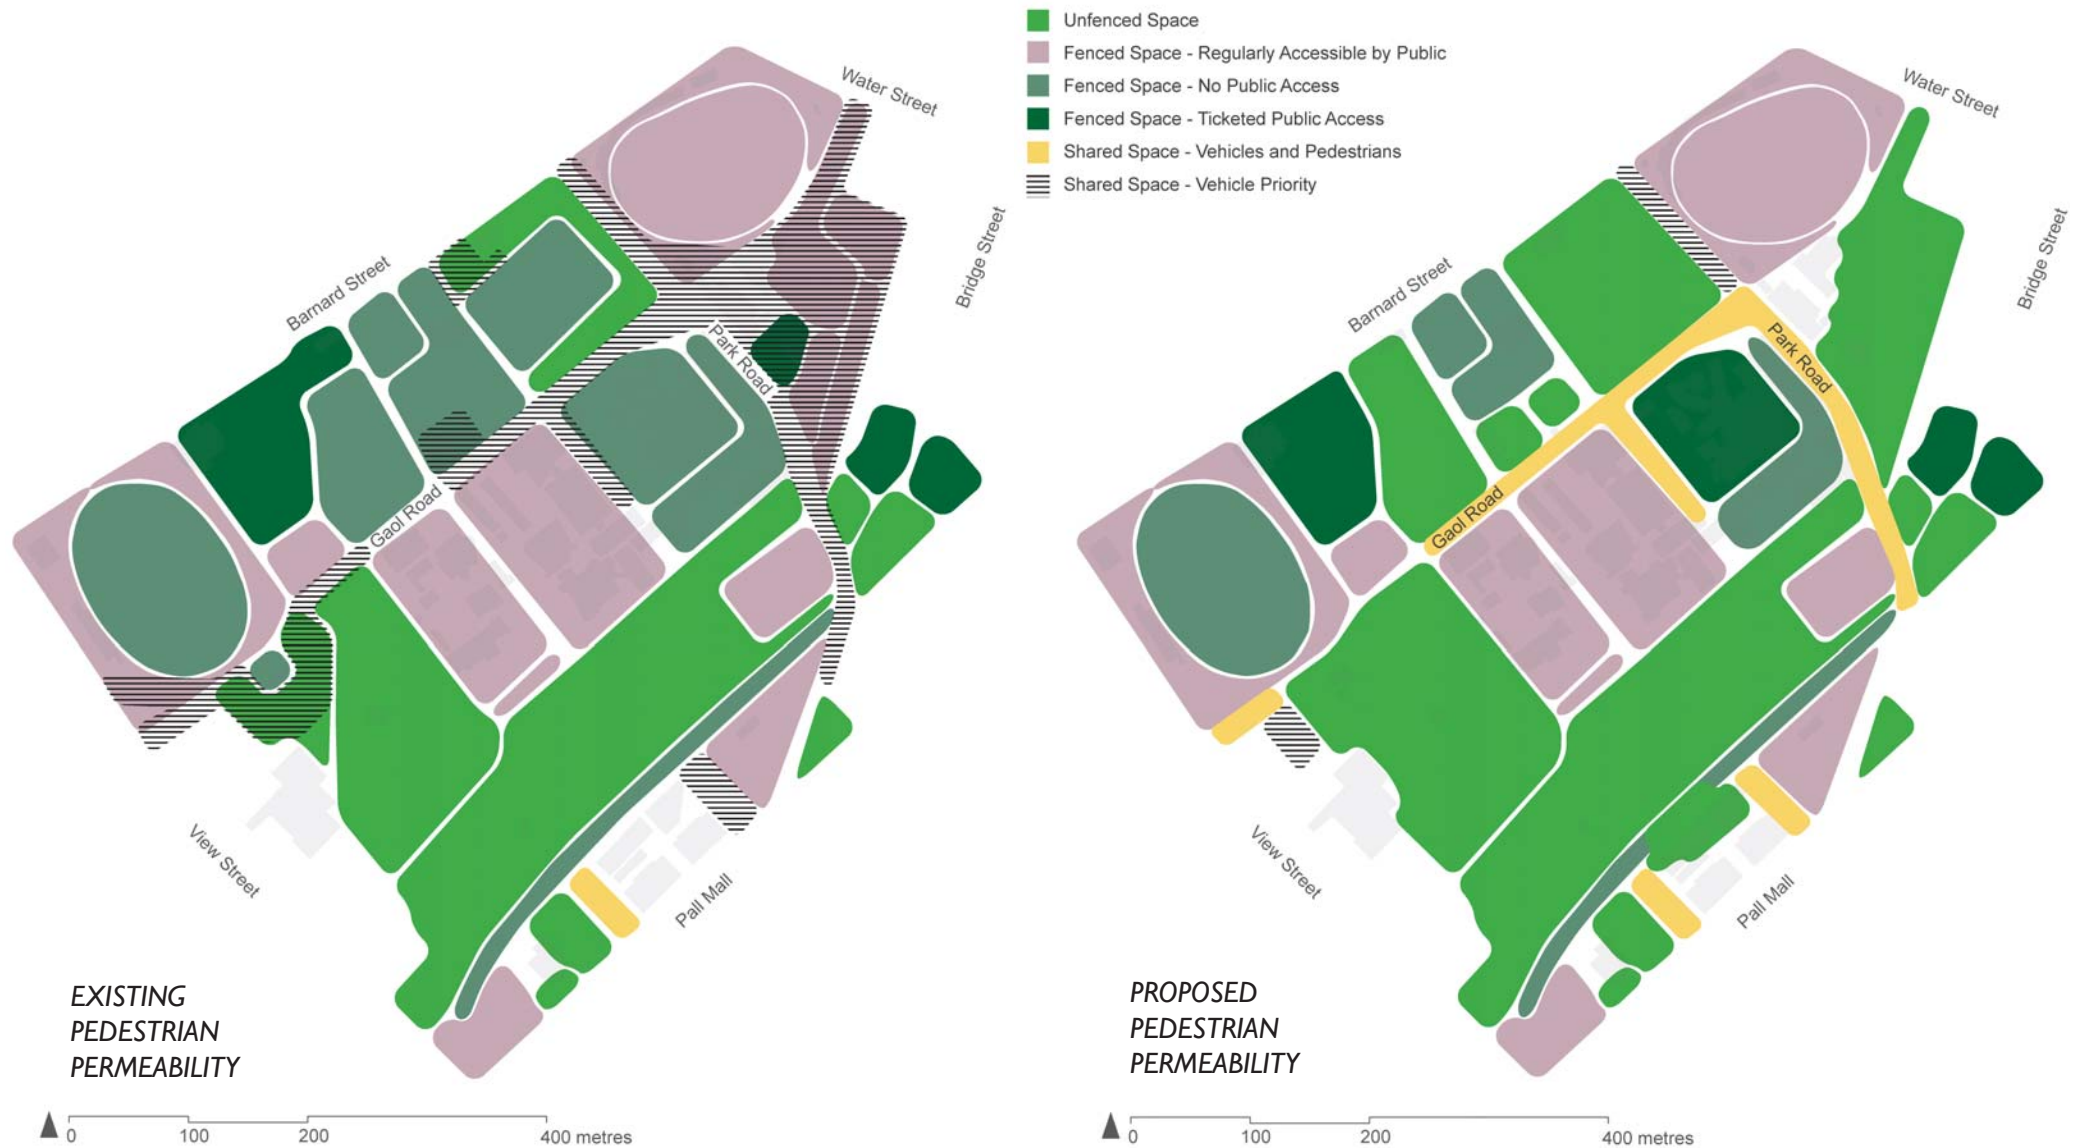 Unfenced Space
Fenced Space - Regularly Accessible by Public
Fenced Space - No Public Access
Fenced Space - Ticketed Public Access
Shared Space - Vehicles and Pedestrians
Shared Space - Vehicle Priority
Water Street
Bridge Street
Barnard Street
Park Road
Gaol Road
View Street
Pall Mall
EXISTING
PEDESTRIAN
PERMEABILITY
0 100 200 400 metres
Water Street
Bridge Street
Barnard Street
Park Road
Gaol Road
View Street
Pall Mall
PROPOSED
PEDESTRIAN
PERMEABILITY
0 100 200 400 metres